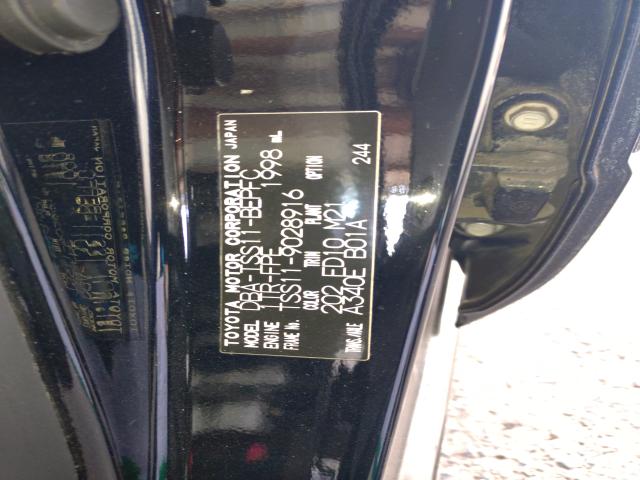 TOYOTA MOTOR CORPORATION JAPAN
MODEL DBA-TSS11-BEPFC
ENGINE 1TR-FPE 1998 mL
FRAME No. TSS11-9028916
COLOR TRIM PLANT OPTION
202 FD10 M21
TRANS./AXLE A340E B01A 244